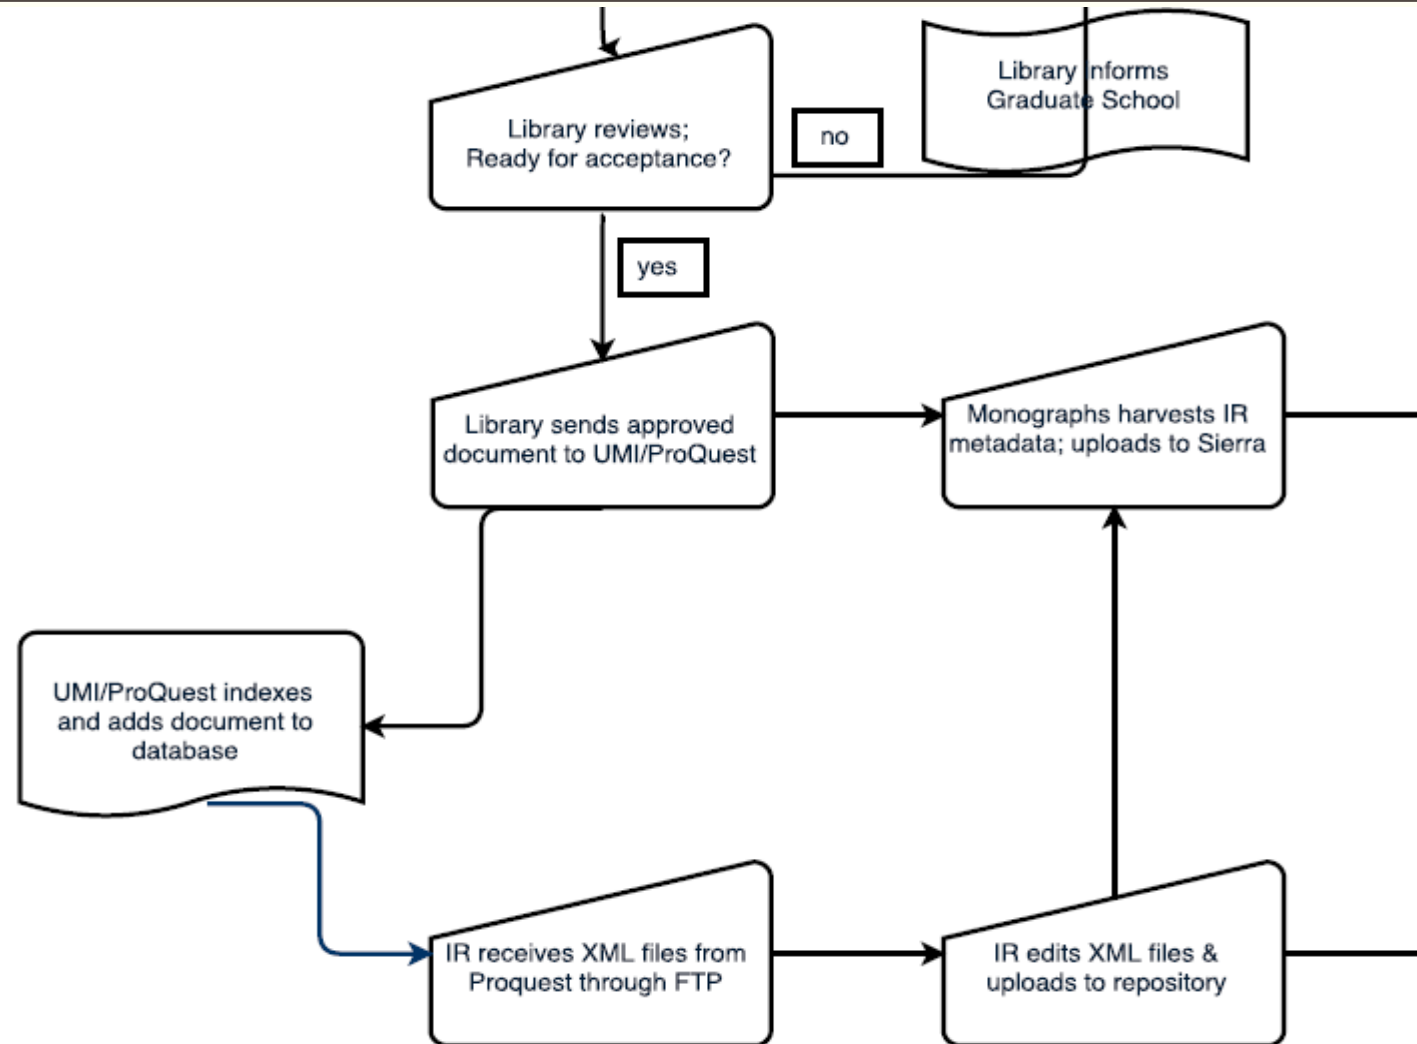 Library informs
Graduate School
Library reviews;
Ready for acceptance?
no
yes
Library sends approved
document to UMI/ProQuest
Monographs harvests IR
metadata; uploads to Sierra
UMI/ProQuest indexes
and adds document to
database
IR receives XML files from
Proquest through FTP
IR edits XML files &
uploads to repository